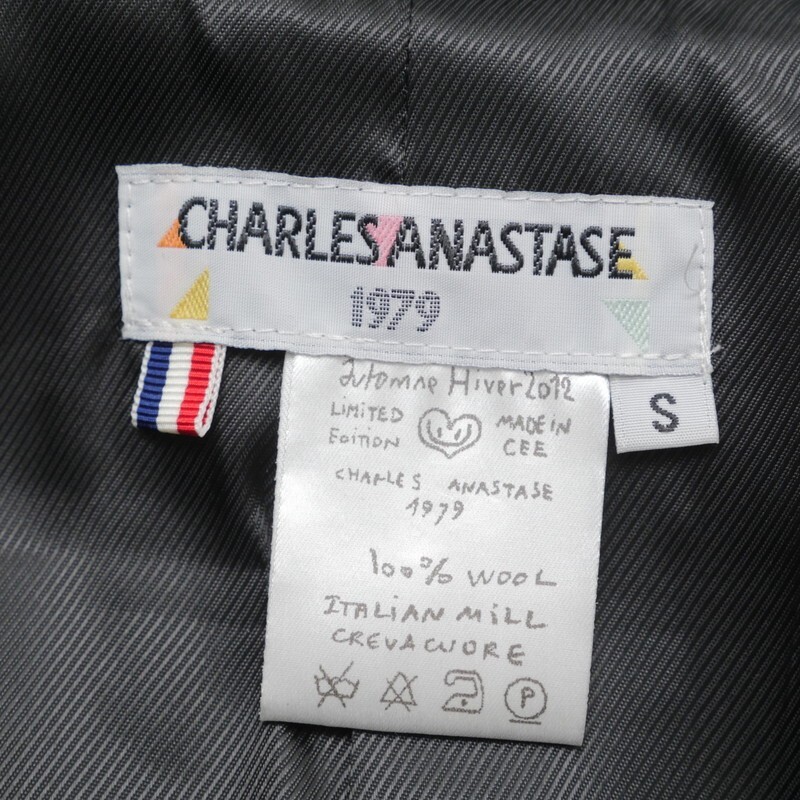 CHARLES ANASTASE
1979
S
Automne Hiver 2012
LIMITED EDITION
MADE IN CEE
CHARLES ANASTASE
1979
100% WOOL
ITALIAN MILL
CREVACUORE
P